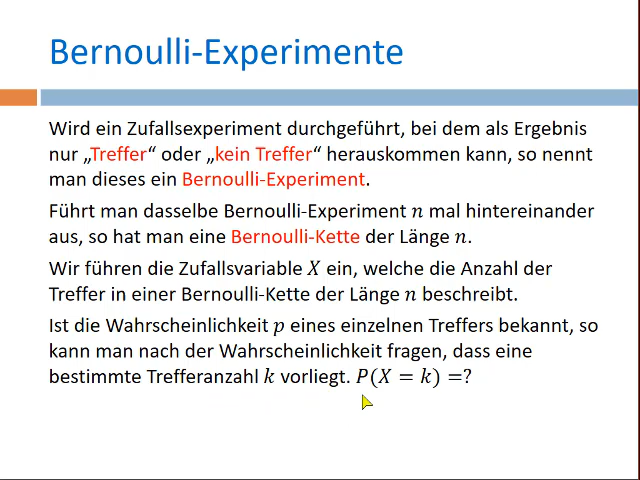 Bernoulli-Experimente
Wird ein Zufallsexperiment durchgeführt, bei dem als Ergebnis
nur „Treffer“ oder „kein Treffer“ herauskommen kann, so nennt
man dieses ein Bernoulli-Experiment.
Führt man dasselbe Bernoulli-Experiment n mal hintereinander
aus, so hat man eine Bernoulli-Kette der Länge n.
Wir führen die Zufallsvariable X ein, welche die Anzahl der
Treffer in einer Bernoulli-Kette der Länge n beschreibt.
Ist die Wahrscheinlichkeit p eines einzelnen Treffers bekannt, so
kann man nach der Wahrscheinlichkeit fragen, dass eine
bestimmte Trefferanzahl k vorliegt. P(X = k) =?